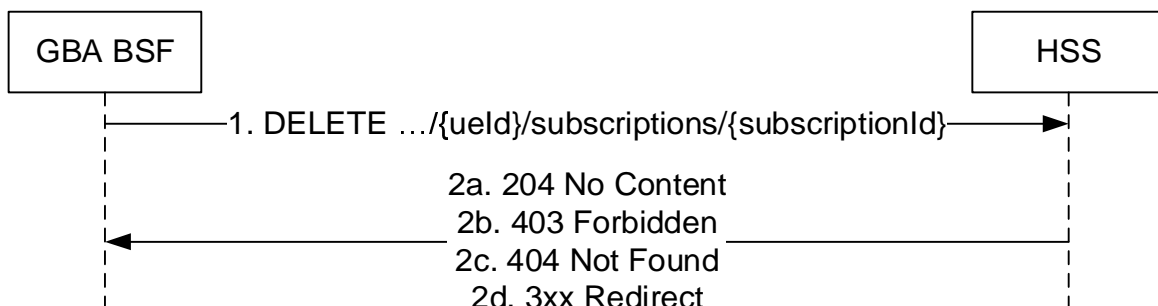 GBA BSF
HSS
1. DELETE …/{ueId}/subscriptions/{subscriptionId}
2a. 204 No Content
2b. 403 Forbidden
2c. 404 Not Found
2d. 3xx Redirect